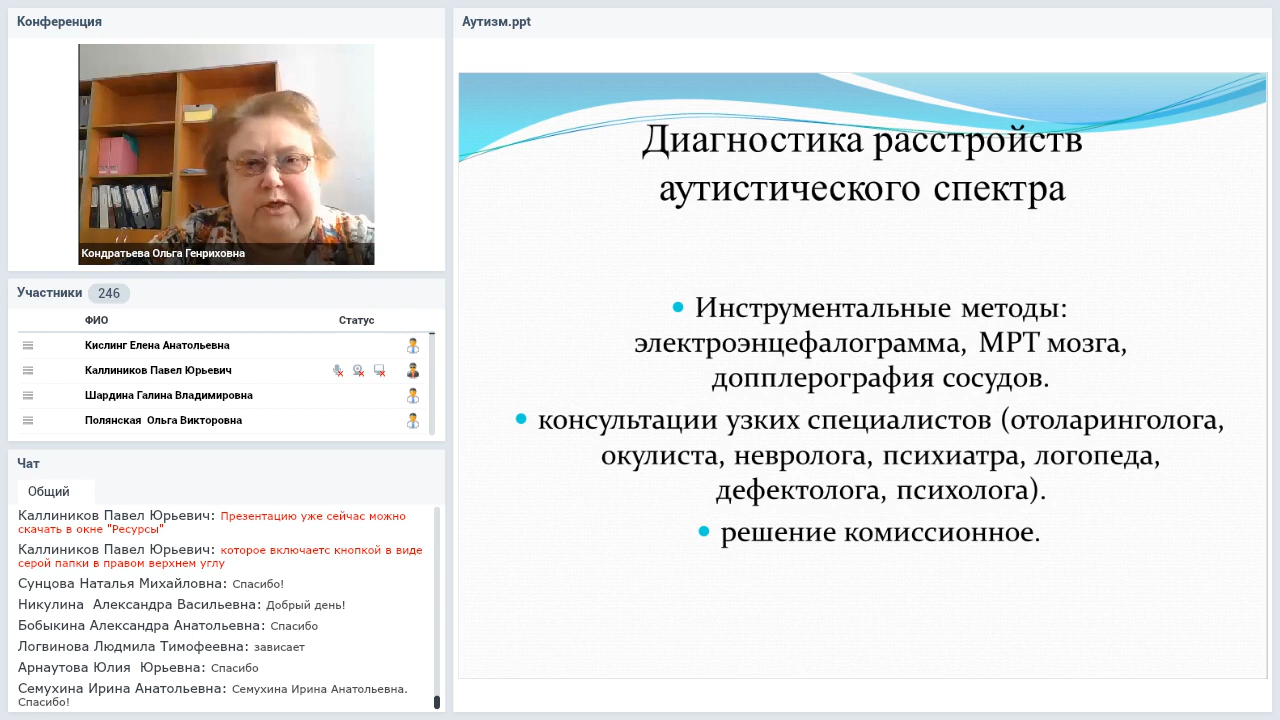 Конференция
Кондратьева Ольга Генриховна
Участники 246
ФИО Статус
Кислинг Елена Анатольевна
Каллиников Павел Юрьевич
Шардина Галина Владимировна
Полянская Ольга Викторовна
Чат
Общий
Каллиников Павел Юрьевич: Презентацию уже сейчас можно
скачать в окне "Ресурсы"
Каллиников Павел Юрьевич: которое включаетс кнопкой в виде
серой папки в правом верхнем углу
Сунцова Наталья Михайловна: Спасибо!
Никулина Александра Васильевна: Добрый день!
Бобыкина Александра Анатольевна: Спасибо
Логвинова Людмила Тимофеевна: зависает
Арнаутова Юлия Юрьевна: Спасибо
Семухина Ирина Анатольевна: Семухина Ирина Анатольевна.
Спасибо!
Аутизм.ppt
Диагностика расстройств
аутистического спектра
• Инструментальные методы:
электроэнцефалограмма, МРТ мозга,
допплерография сосудов.
• консультации узких специалистов (отоларинголога,
окулиста, невролога, психиатра, логопеда,
дефектолога, психолога).
• решение комиссионное.